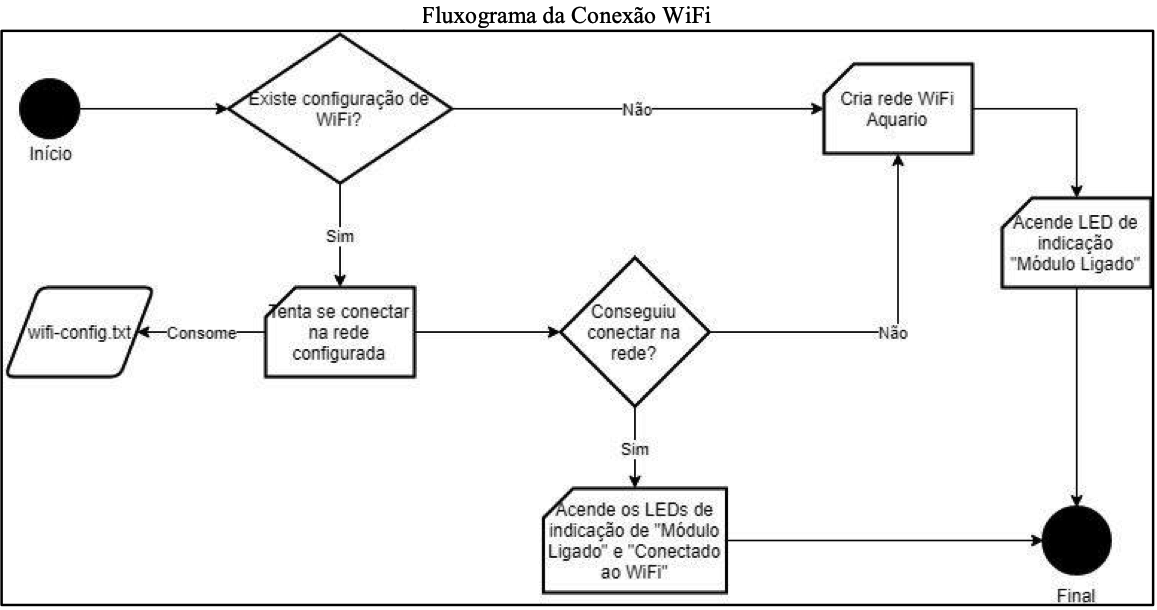 Fluxograma da Conexão WiFi
Existe configuração de
WiFi?
Início
Não
Cria rede WiFi
Aquario
Sim
Acende LED de
indicação
"Módulo Ligado"
wifi-config.txt
Consome
Tenta se conectar
na rede
configurada
Conseguiu
conectar na
rede?
Não
Sim
Acende os LEDs de
indicação de "Módulo
Ligado" e "Conectado
ao WiFi"
Final